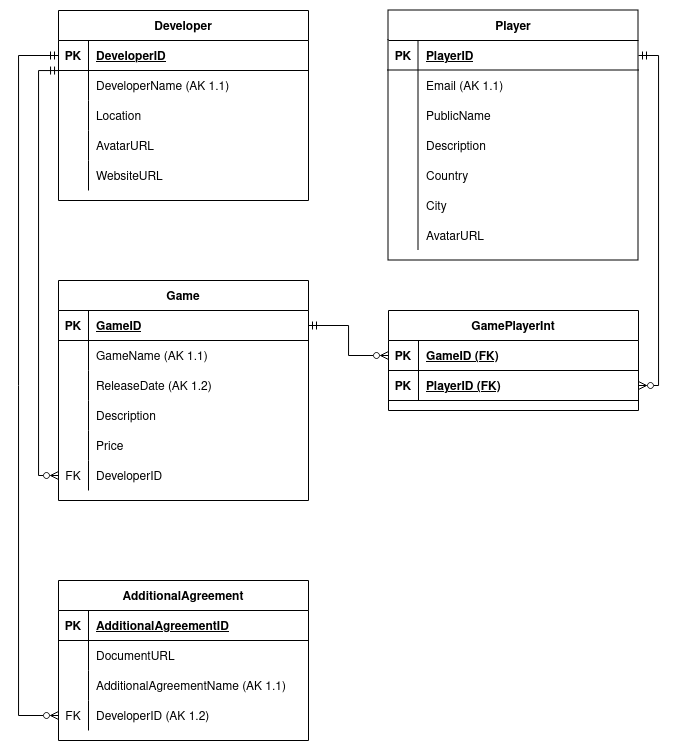 Developer
PK DeveloperID
DeveloperName (AK 1.1)
Location
AvatarURL
WebsiteURL
Player
PK PlayerID
Email (AK 1.1)
PublicName
Description
Country
City
AvatarURL
Game
PK GameID
GameName (AK 1.1)
ReleaseDate (AK 1.2)
Description
Price
FK DeveloperID
GamePlayerInt
PK GameID (FK)
PK PlayerID (FK)
AdditionalAgreement
PK AdditionalAgreementID
DocumentURL
AdditionalAgreementName (AK 1.1)
FK DeveloperID (AK 1.2)